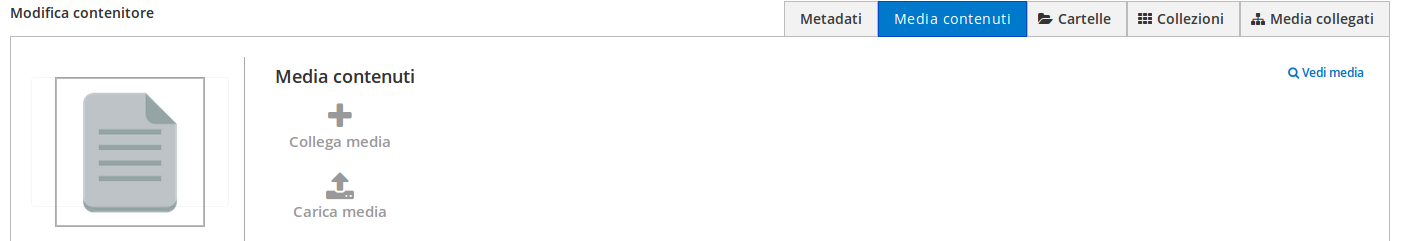 Modifica contenitore
Metadati
Media contenuti
Cartelle
Collezioni
Media collegati
Media contenuti
Vedi media
Collega media
Carica media